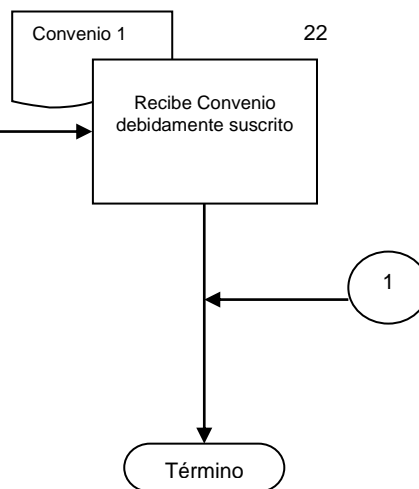 Convenio 1
22
Recibe Convenio
debidamente suscrito
1
Término